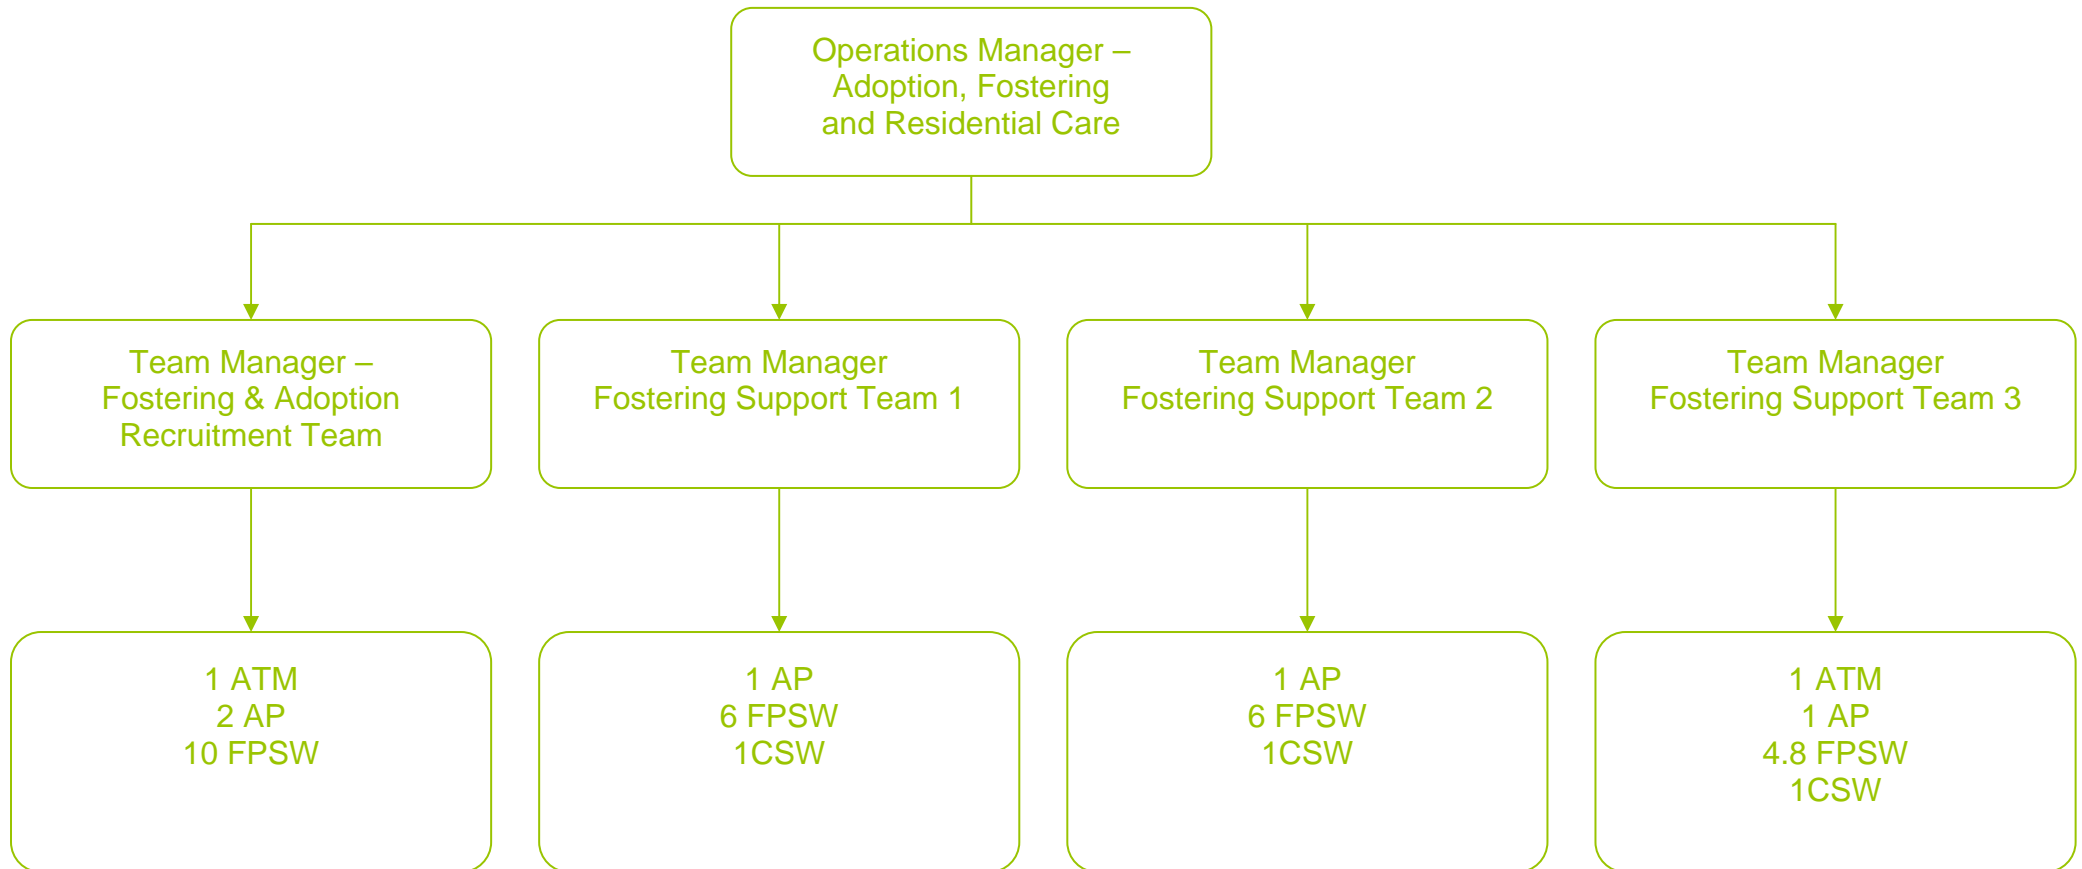 Operations Manager –
Adoption, Fostering
and Residential Care
Team Manager –
Fostering & Adoption
Recruitment Team
Team Manager
Fostering Support Team 1
Team Manager
Fostering Support Team 2
Team Manager
Fostering Support Team 3
1 ATM
2 AP
10 FPSW
1 AP
6 FPSW
1CSW
1 AP
6 FPSW
1CSW
1 ATM
1 AP
4.8 FPSW
1CSW